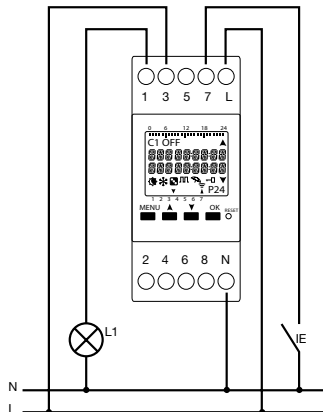 1 3 5 7 L
0 6 12 18 24
C1 OFF
P24
1 2 3 4 5 6 7
MENU OK RESET
2 4 6 8 N
L1
IE
N
L